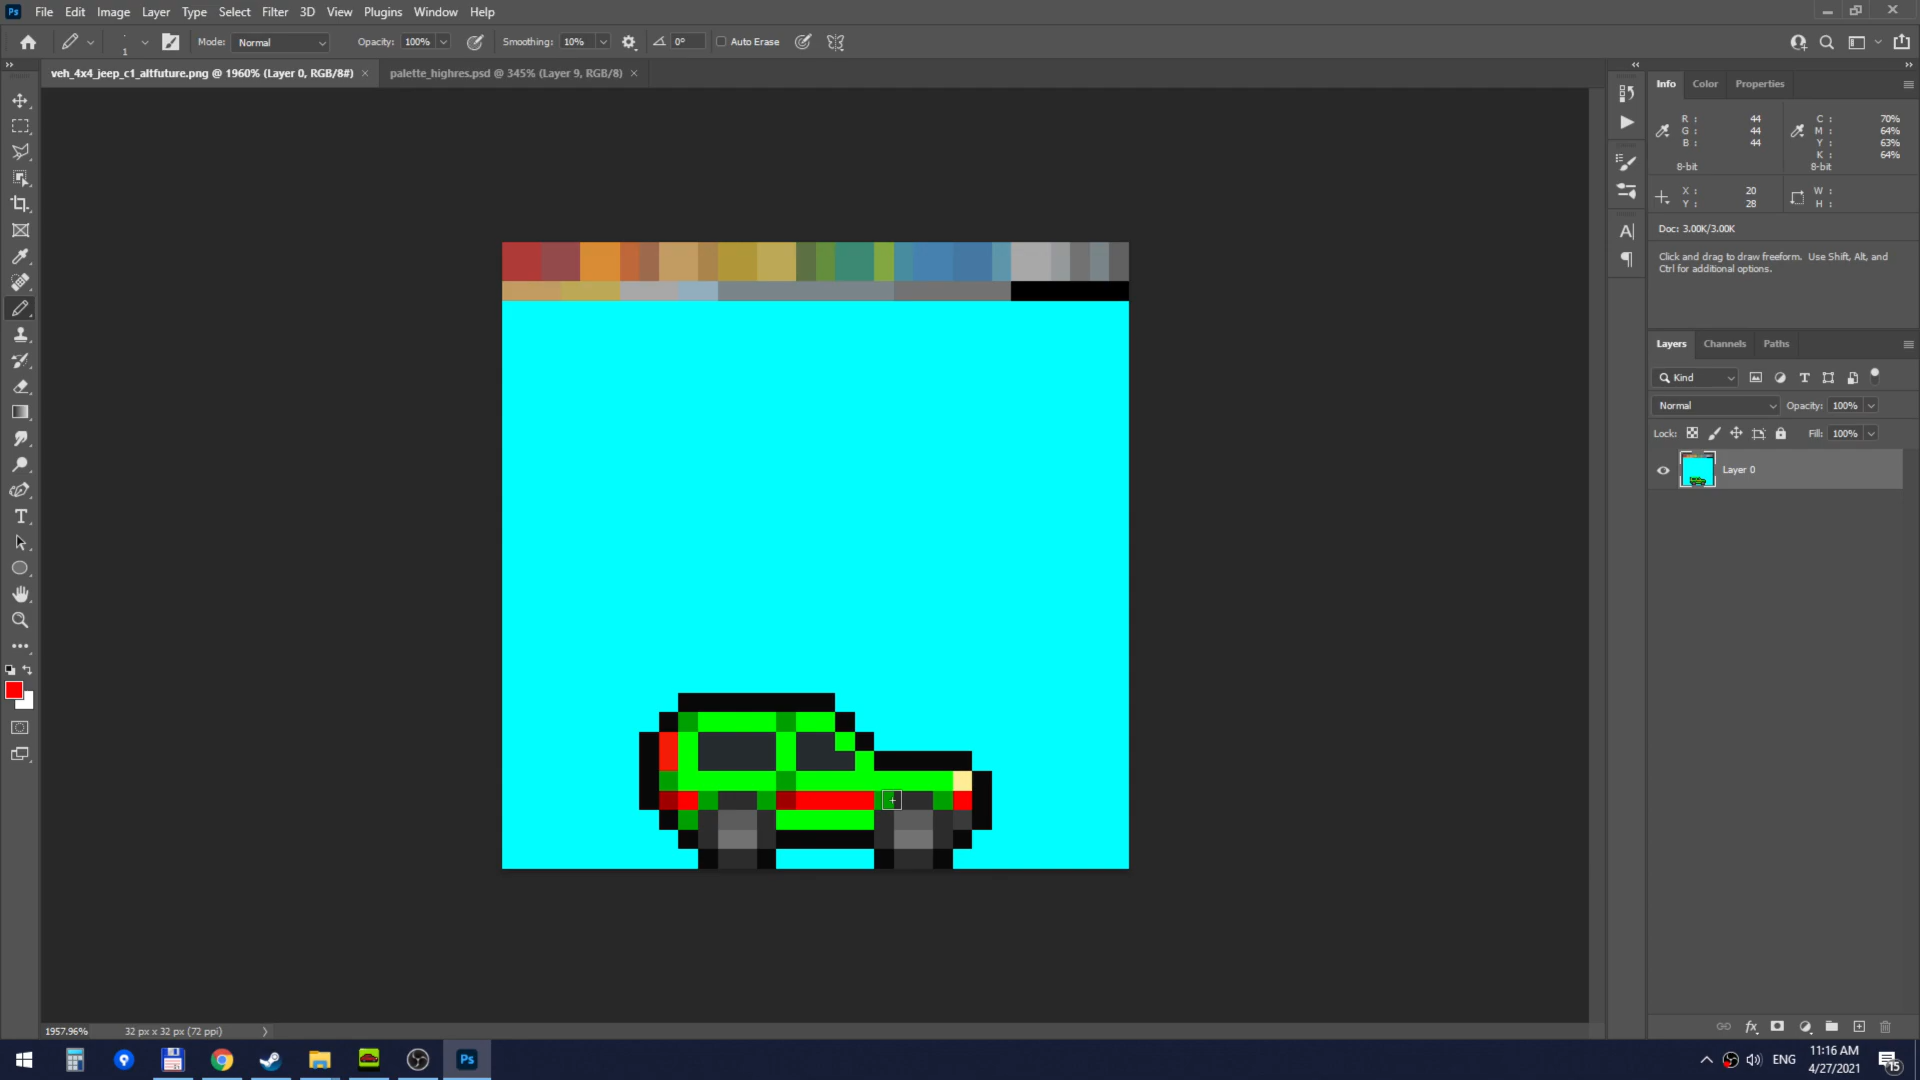 Ps File Edit Image Layer Type Select Filter 3D View Plugins Window Help
1 Mode: Normal Opacity: 100% Smoothing: 10% 0° Auto Erase
veh_4x4_jeep_c1_altfuture.png @ 1960% (Layer 0, RGB/8#) × palette_highres.psd @ 345% (Layer 9, RGB/8) ×
Info Color Properties
R : 44 C : 70%
G : 44 M : 64%
B : 44 Y : 63%
K : 64%
8-bit 8-bit
X : 20 W :
Y : 28 H :
Doc: 3.00K/3.00K
Click and drag to draw freeform. Use Shift, Alt, and
Ctrl for additional options.
Layers Channels Paths
Kind
Normal Opacity: 100%
Lock: Fill: 100%
Layer 0
1957.96% 32 px x 32 px (72 ppi)
Ps ENG 11:16 AM
4/27/2021 15